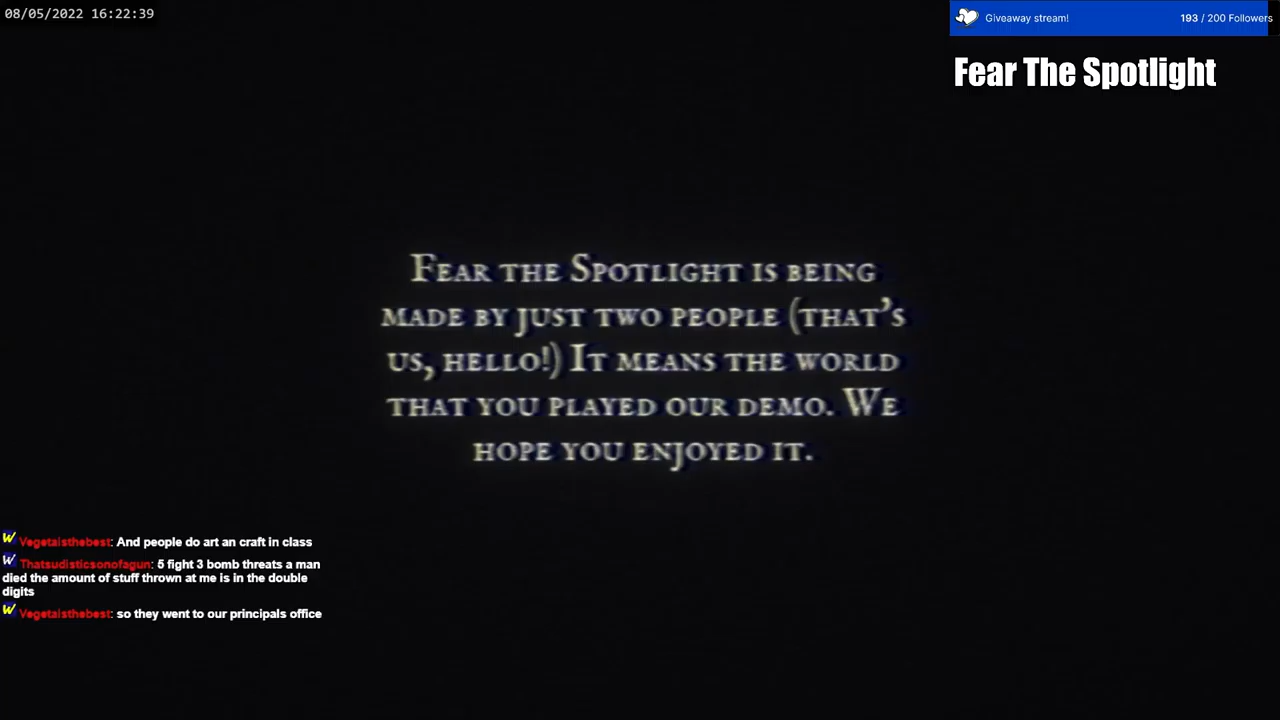 08/05/2022 16:22:39
Giveaway stream!
193 / 200 Followers
Fear The Spotlight
Fear the Spotlight is being
made by just two people (that's
us, hello!) It means the world
that you played our demo. We
hope you enjoyed it.
Vegetaisthebest: And people do art an craft in class
Thatsudisticsonofagun: 5 fight 3 bomb threats a man
died the amount of stuff thrown at me is in the double
digits
Vegetaisthebest: so they went to our principals office